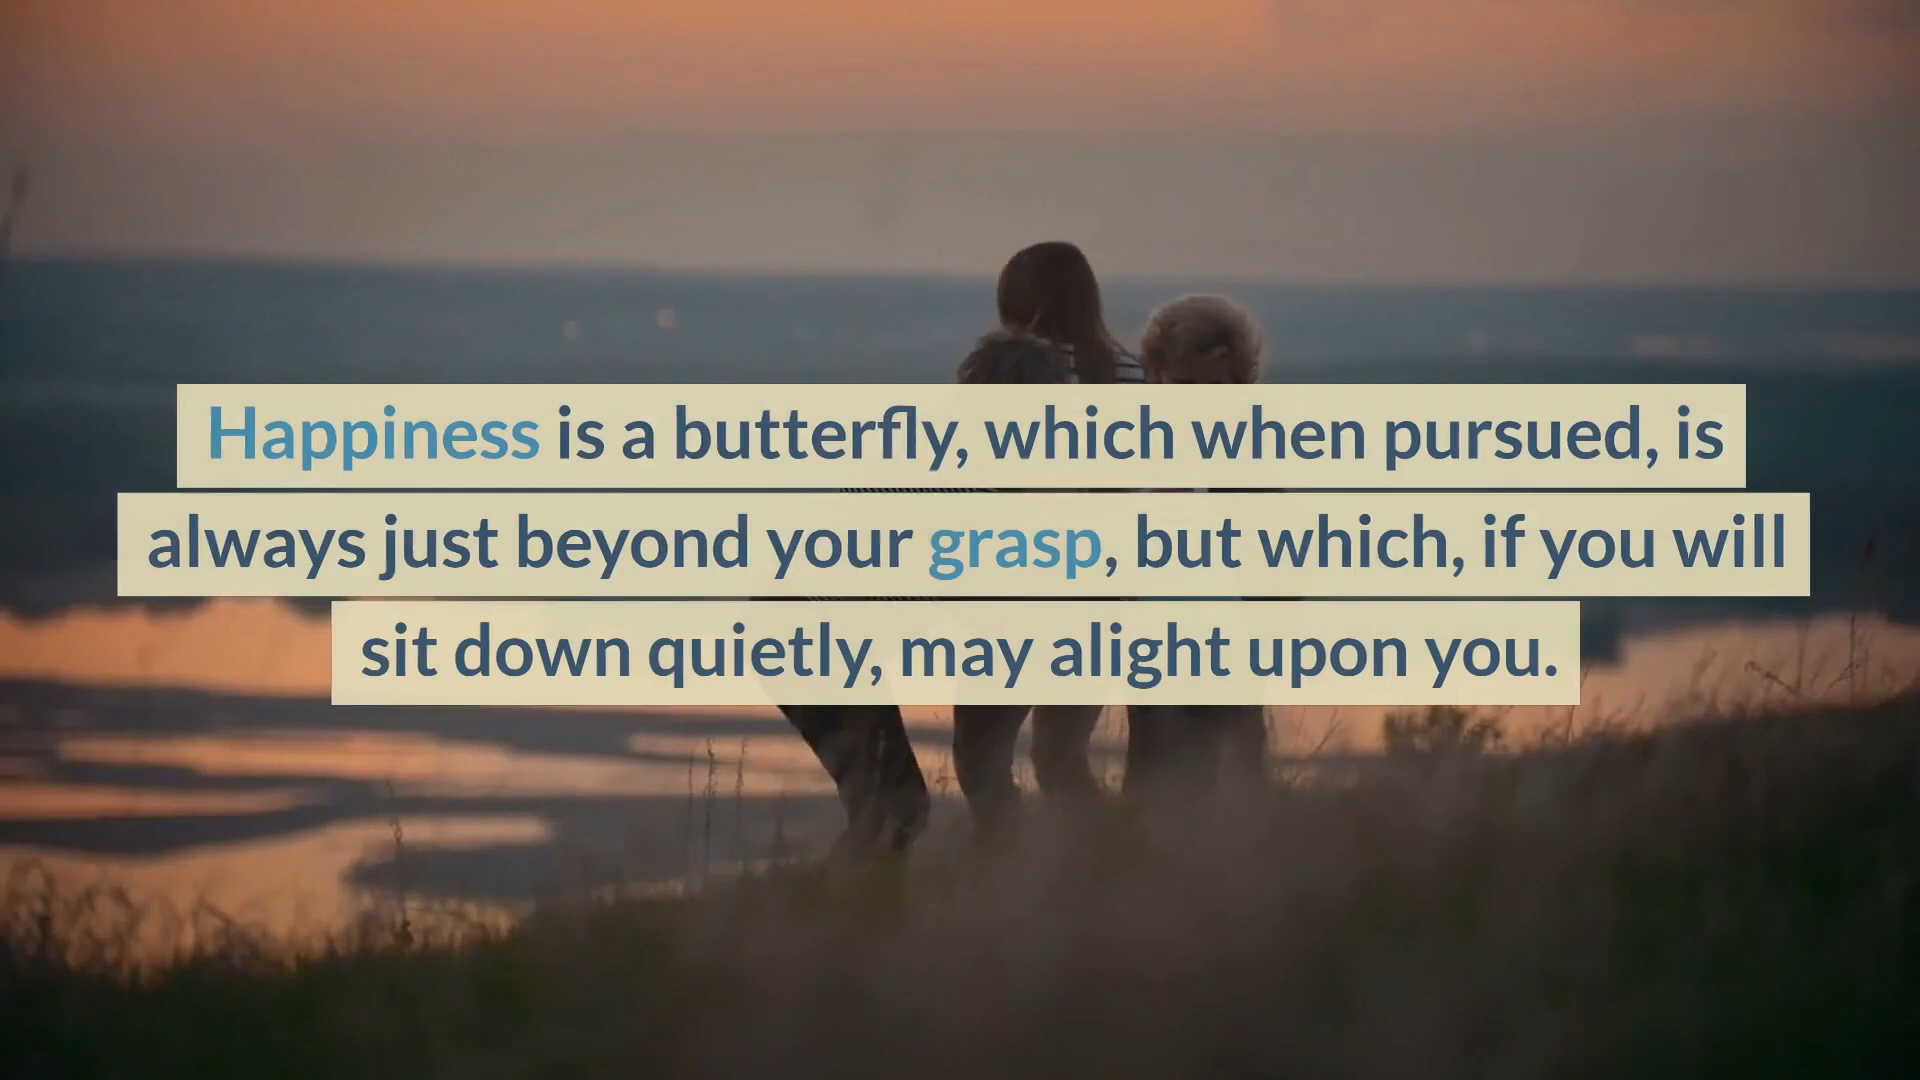 Happiness is a butterfly, which when pursued, is
always just beyond your grasp, but which, if you will
sit down quietly, may alight upon you.